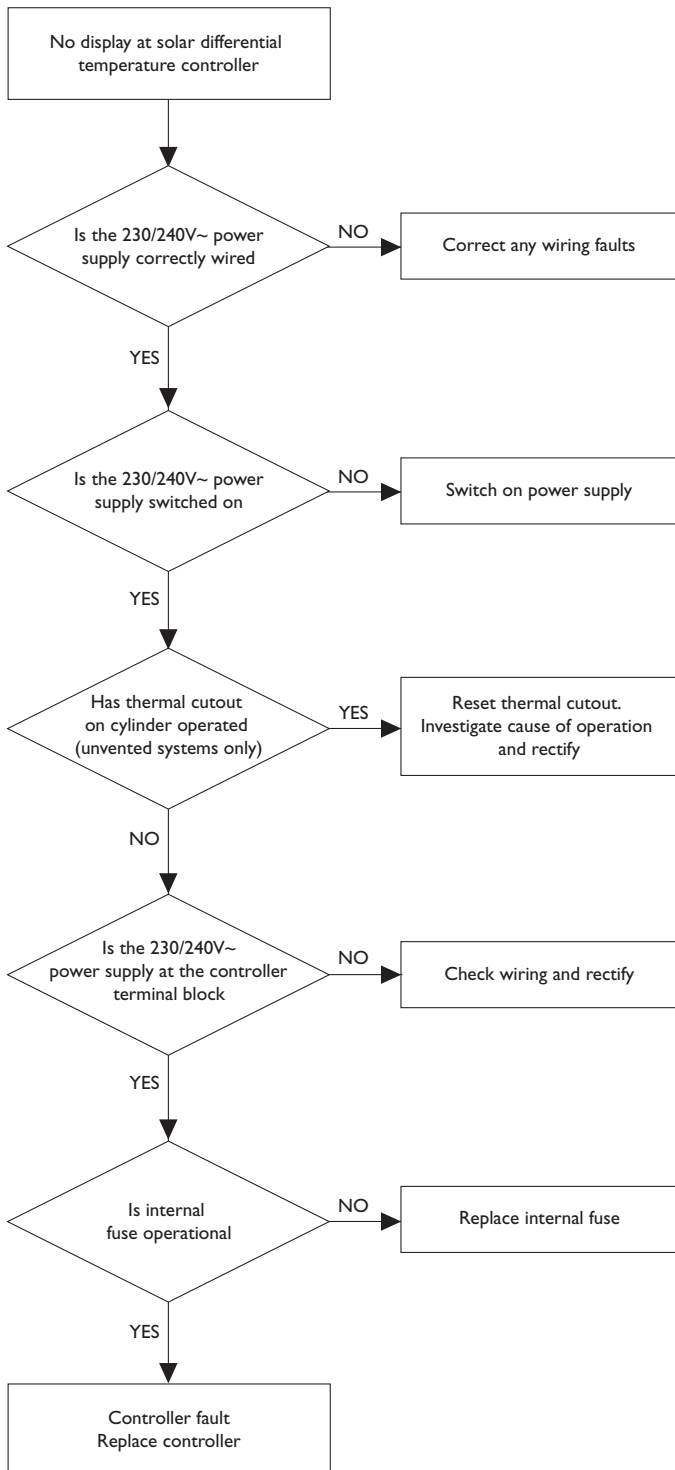 No display at solar differential
temperature controller
Is the 230/240V~ power
supply correctly wired
NO
Correct any wiring faults
YES
Is the 230/240V~ power
supply switched on
NO
Switch on power supply
YES
Has thermal cutout
on cylinder operated
(unvented systems only)
YES
Reset thermal cutout.
Investigate cause of operation
and rectify
NO
Is the 230/240V~
power supply at the controller
terminal block
NO
Check wiring and rectify
YES
Is internal
fuse operational
NO
Replace internal fuse
YES
Controller fault
Replace controller